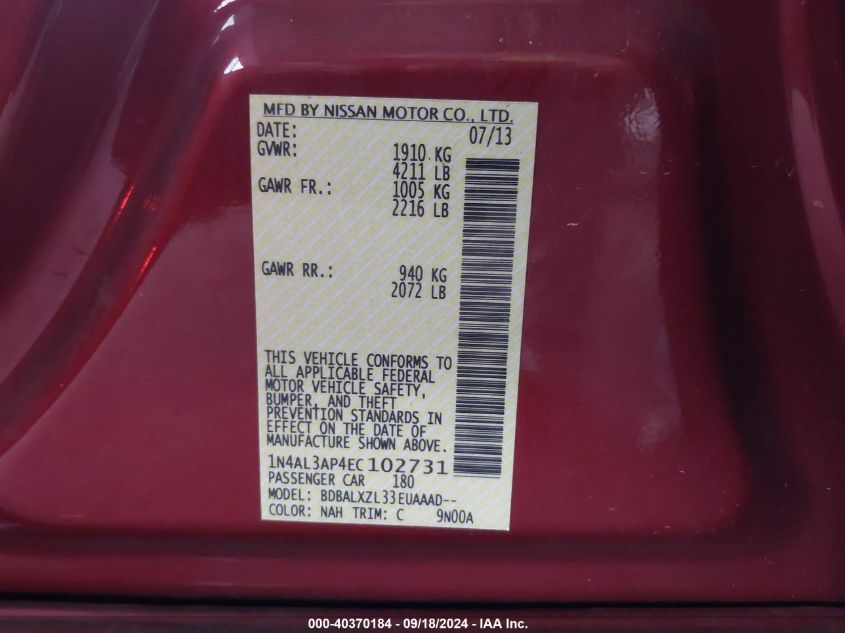 MFD BY NISSAN MOTOR CO., LTD.
DATE: 07/13
GVWR: 1910 KG
4211 LB
GAWR FR.: 1005 KG
2216 LB
GAWR RR.: 940 KG
2072 LB
THIS VEHICLE CONFORMS TO
ALL APPLICABLE FEDERAL
MOTOR VEHICLE SAFETY,
BUMPER, AND THEFT
PREVENTION STANDARDS IN
EFFECT ON THE DATE OF
MANUFACTURE SHOWN ABOVE.
1N4AL3AP4EC102731
PASSENGER CAR 180
MODEL: BDBALXZL33EUAAAD--
COLOR: NAH TRIM: C 9N00A
000-40370184 - 09/18/2024 - IAA Inc.